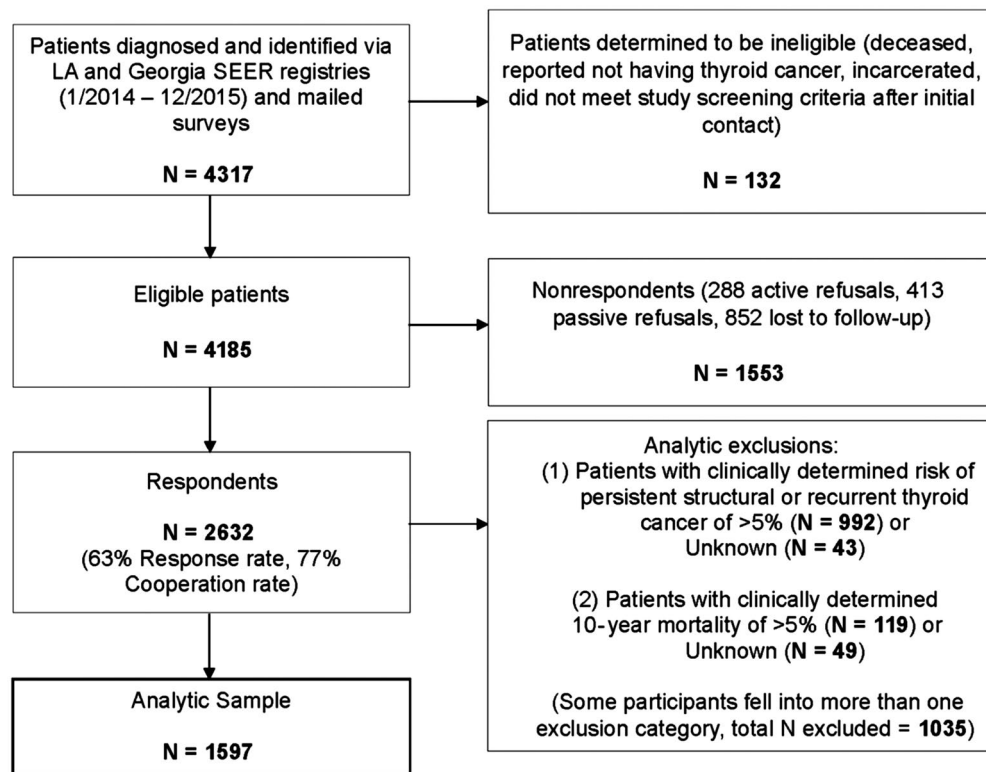 Patients diagnosed and identified via
LA and Georgia SEER registries
(1/2014 – 12/2015) and mailed
surveys
N = 4317
Patients determined to be ineligible (deceased,
reported not having thyroid cancer, incarcerated,
did not meet study screening criteria after initial
contact)
N = 132
Eligible patients
N = 4185
Nonrespondents (288 active refusals, 413
passive refusals, 852 lost to follow-up)
N = 1553
Respondents
N = 2632
(63% Response rate, 77%
Cooperation rate)
Analytic exclusions:
(1) Patients with clinically determined risk of
persistent structural or recurrent thyroid
cancer of >5% (N = 992) or
Unknown (N = 43)
(2) Patients with clinically determined
10-year mortality of >5% (N = 119) or
Unknown (N = 49)
(Some participants fell into more than one
exclusion category, total N excluded = 1035)
Analytic Sample
N = 1597